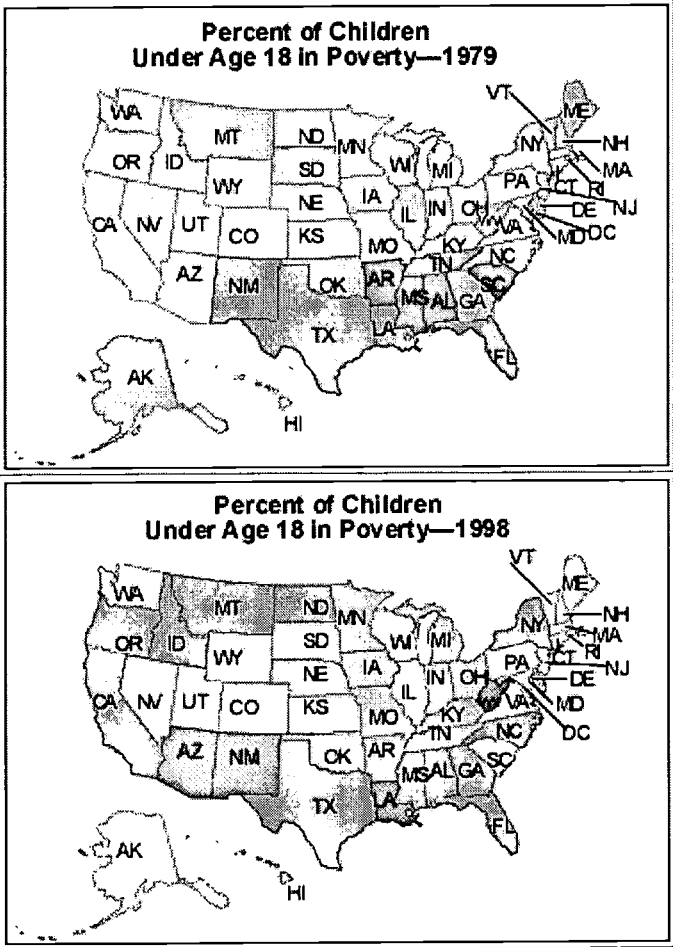 Percent of Children
Under Age 18 in Poverty—1979
VT
ME
WA
MT
ND
MN
NY
NH
OR
ID
SD
WI
MI
MA
WY
PA
CT
RI
IA
NE
NJ
IL
IN
OH
DE
CA
NV
UT
CO
KS
MO
KY
VA
DC
MD
TN
NC
AZ
NM
OK
AR
SC
MS
AL
GA
TX
LA
FL
AK
HI
Percent of Children
Under Age 18 in Poverty—1998
VT
ME
WA
MT
ND
MN
NY
NH
OR
ID
SD
WI
MI
MA
RI
WY
PA
CT
NJ
IA
NE
IN
OH
DE
CA
NV
UT
CO
IL
KS
MO
KY
WV
VA
MD
DC
TN
NC
AZ
NM
OK
AR
SC
MS
AL
GA
TX
LA
FL
AK
HI